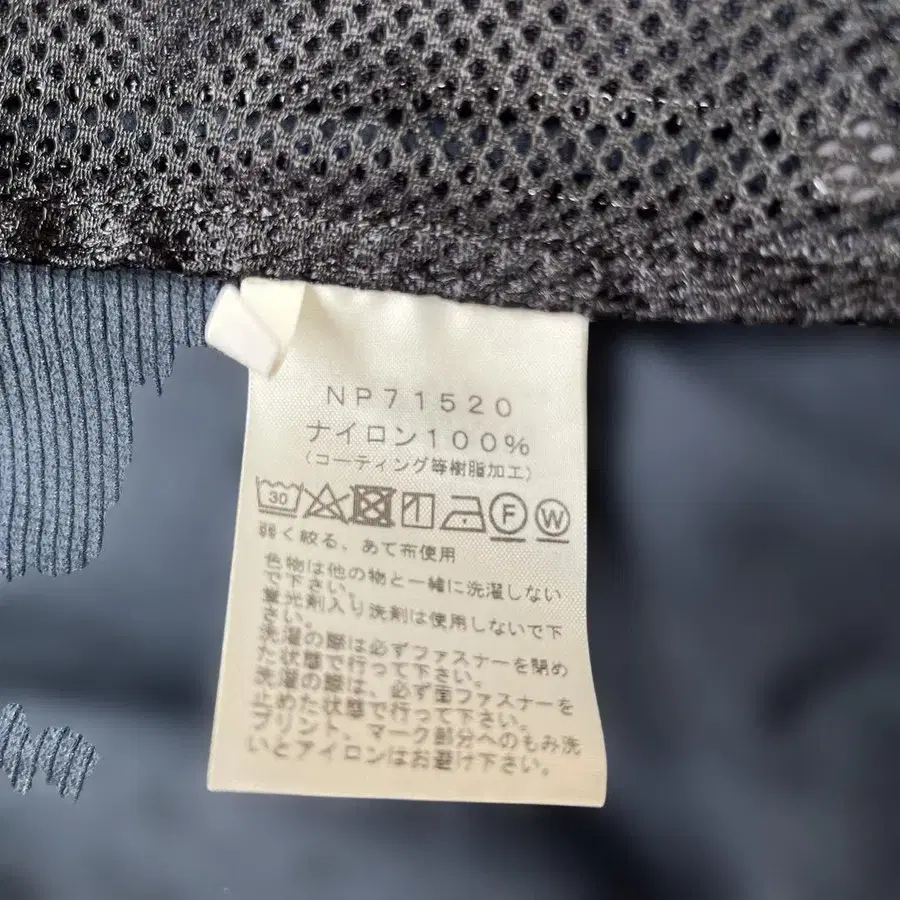 NP71520
ナイロン100%
(コーティング等樹脂加工)
30 F W
弱く絞る、あて布使用
色物は他の物と一緒に洗濯しない
で下さい。
蛍光剤入り洗剤は使用しないで下
さい。
洗濯の際は必ずファスナーを閉め
た状態で行って下さい。
洗濯の際は、必ず面ファスナーを
止めた状態で行って下さい。
プリント、マーク部分へのもみ洗
いとアイロンはお避け下さい。